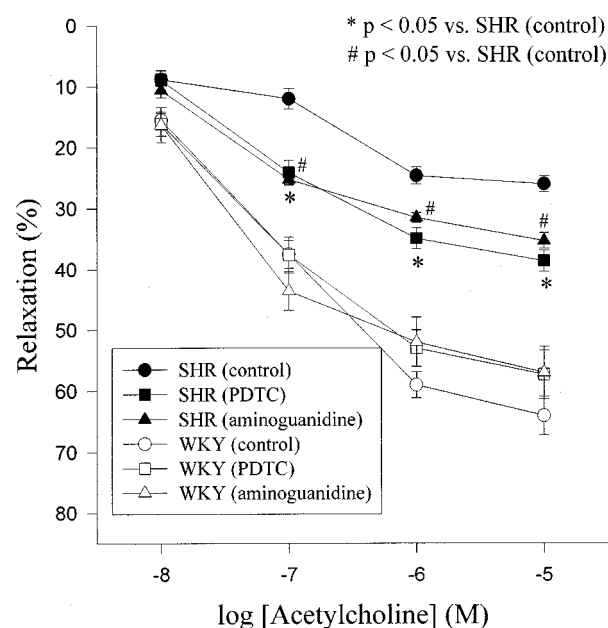 * p < 0.05 vs. SHR (control)
# p < 0.05 vs. SHR (control)
0
10
20
30
40
50
60
70
80
Relaxation (%)
#
*
#
*
#
*
SHR (control)
SHR (PDTC)
SHR (aminoguanidine)
WKY (control)
WKY (PDTC)
WKY (aminoguanidine)
-8 -7 -6 -5
log [Acetylcholine] (M)